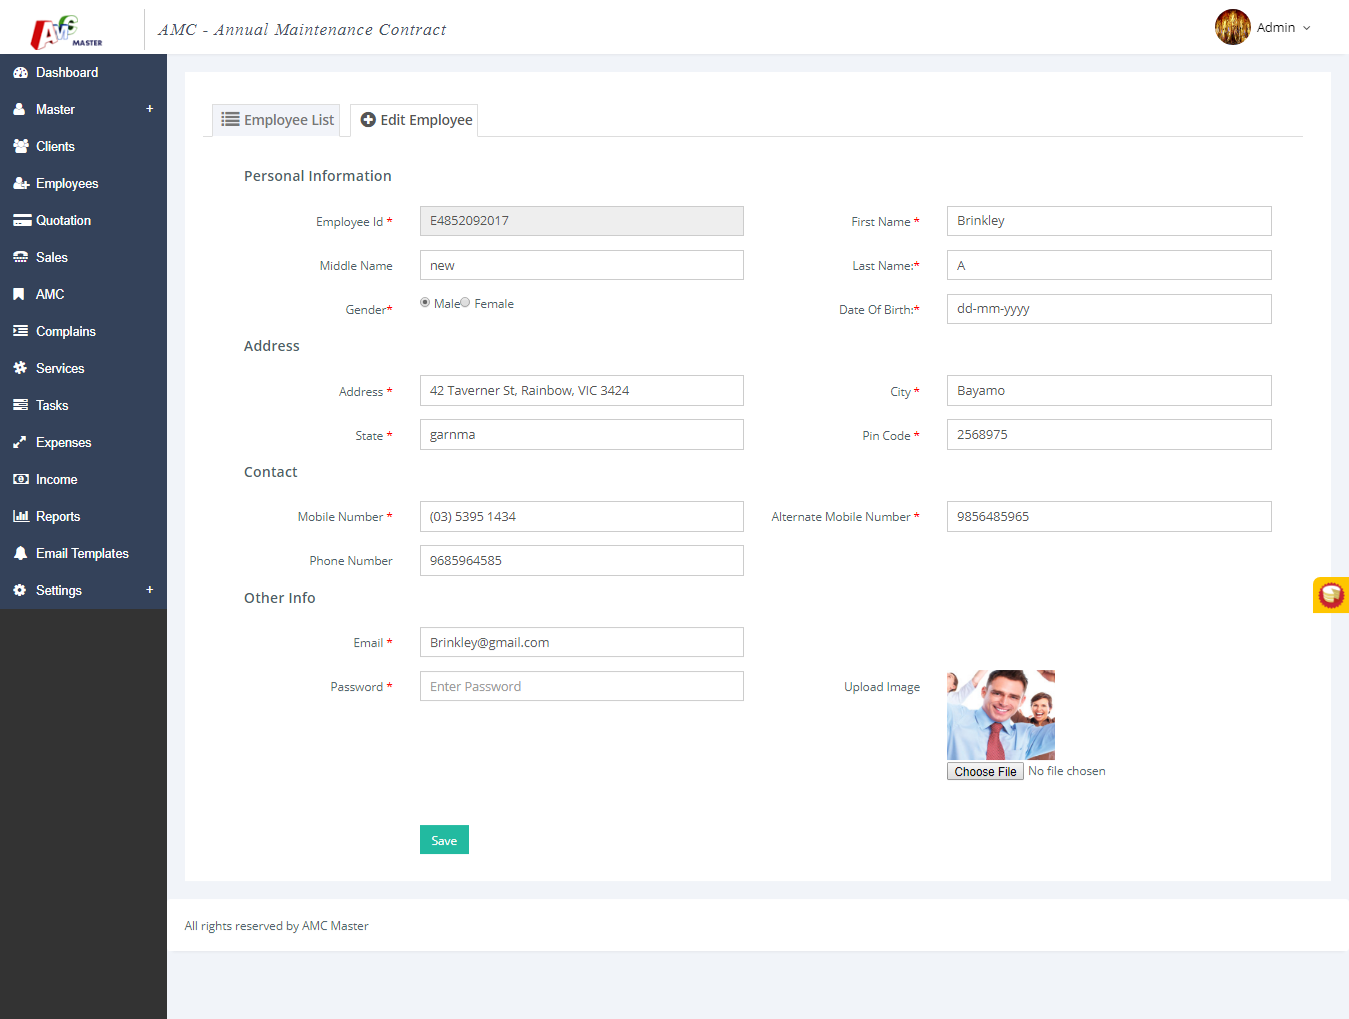 AMC MASTER
AMC - Annual Maintenance Contract
Admin
Dashboard
Master +
Clients
Employees
Quotation
Sales
AMC
Complains
Services
Tasks
Expenses
Income
Reports
Email Templates
Settings +
Employee List
Edit Employee
Personal Information
Employee Id * E4852092017 First Name * Brinkley
Middle Name new Last Name:* A
Gender* Male Female Date Of Birth:* dd-mm-yyyy
Address
Address * 42 Taverner St, Rainbow, VIC 3424 City * Bayamo
State * garnma Pin Code * 2568975
Contact
Mobile Number * (03) 5395 1434 Alternate Mobile Number * 9856485965
Phone Number 9685964585
Other Info
Email * Brinkley@gmail.com
Password * Enter Password Upload Image
Choose File No file chosen
Save
All rights reserved by AMC Master